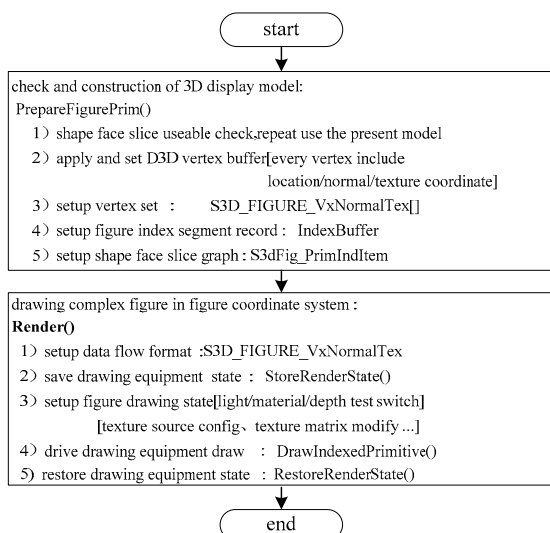 start
check and construction of 3D display model:
PrepareFigurePrim()
1）shape face slice useable check,repeat use the present model
2）apply and set D3D vertex buffer[every vertex include
location/normal/texture coordinate]
3）setup vertex set ： S3D_FIGURE_VxNormalTex[]
4）setup figure index segment record： IndexBuffer
5）setup shape face slice graph：S3dFig_PrimIndItem
drawing complex figure in figure coordinate system：
Render()
1）setup data flow format :S3D_FIGURE_VxNormalTex
2）save drawing equipment state： StoreRenderState()
3）setup figure drawing state[light/material/depth test switch]
[texture source config、texture matrix modify ...]
4）drive drawing equipment draw ： DrawIndexedPrimitive()
5）restore drawing equipment state ：RestoreRenderState()
end